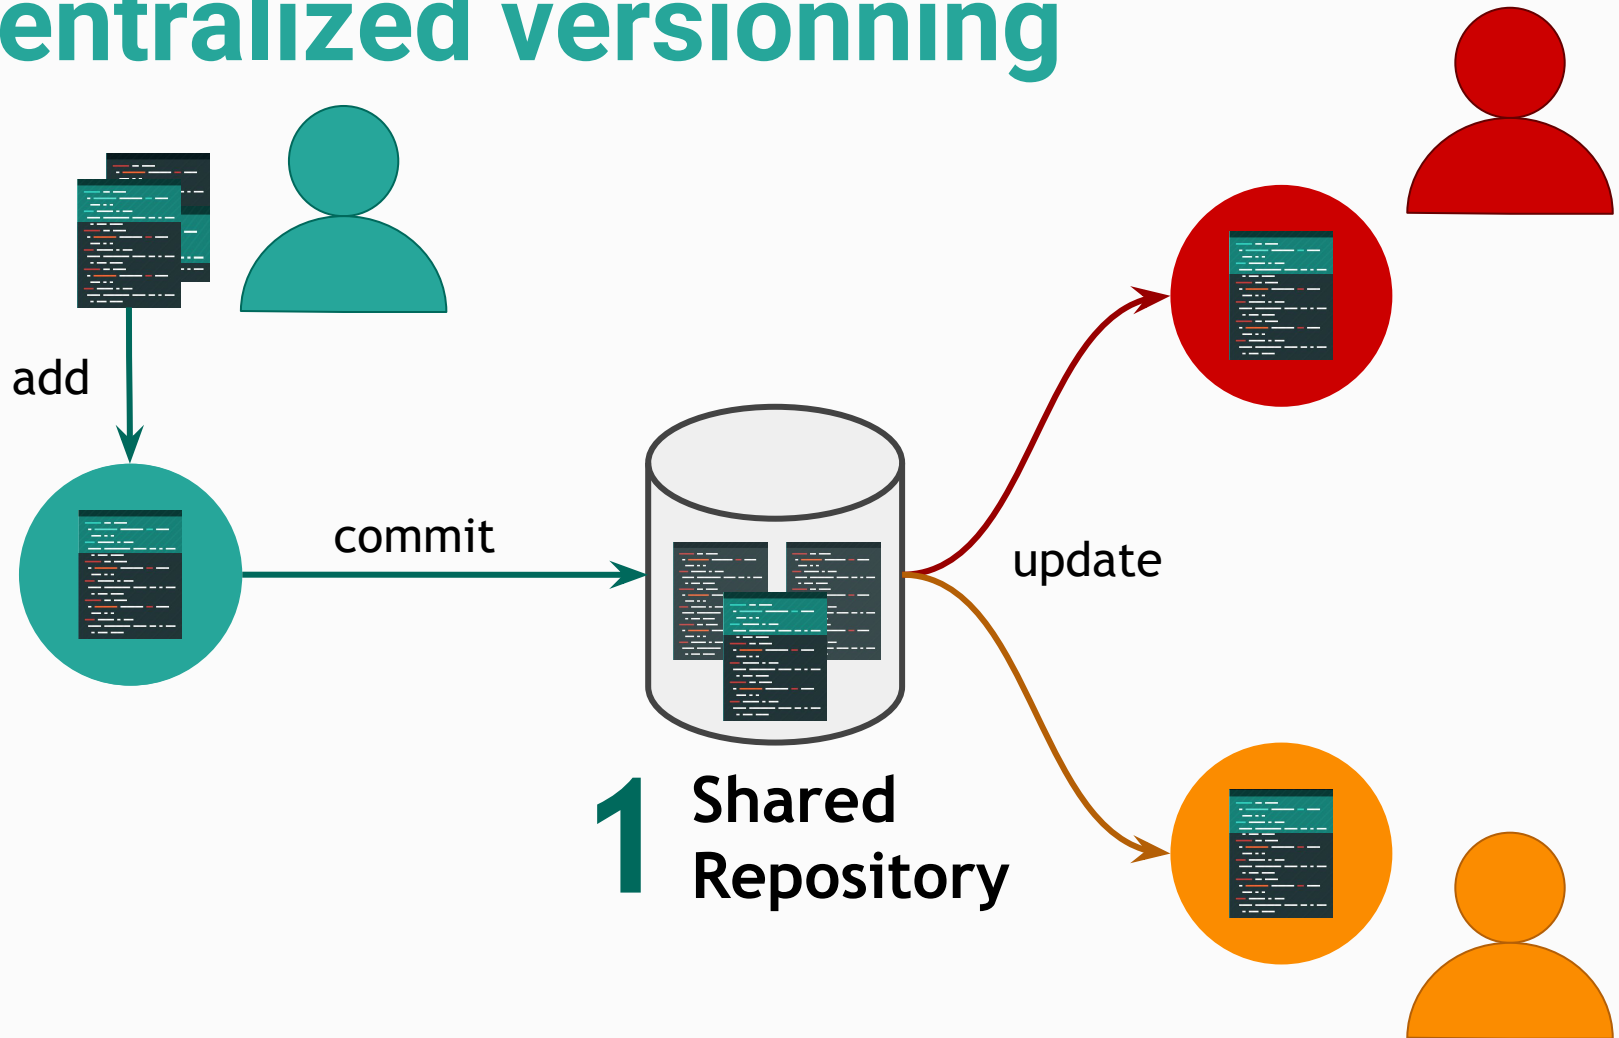 entralized versionning
add
commit
update
1 Shared
Repository